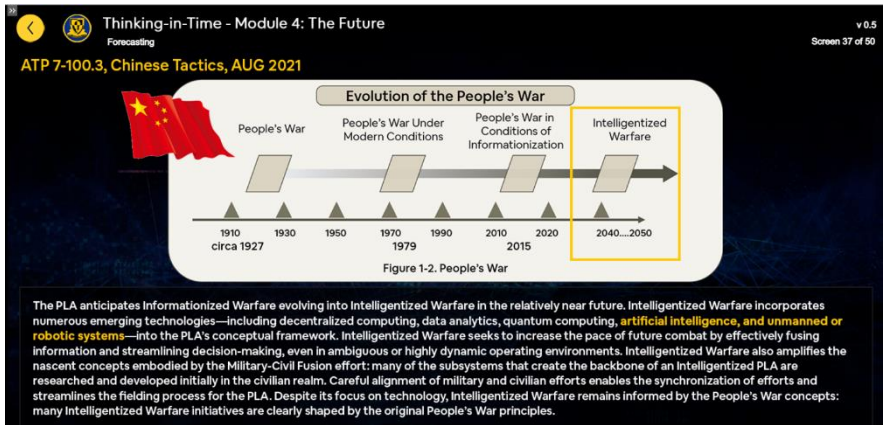 »
Thinking-in-Time - Module 4: The Future
v 0.5
Forecasting
Screen 37 of 50
ATP 7-100.3, Chinese Tactics, AUG 2021
Evolution of the People's War
People's War
People's War Under
Modern Conditions
People's War in
Conditions of
Informationization
Intelligentized
Warfare
1910 1930 1950 1970 1990 2010 2020 2040....2050
circa 1927 1979 2015
Figure 1-2. People's War
The PLA anticipates Informationized Warfare evolving into Intelligentized Warfare in the relatively near future. Intelligentized Warfare incorporates
numerous emerging technologies—including decentralized computing, data analytics, quantum computing, artificial intelligence, and unmanned or
robotic systems—into the PLA's conceptual framework. Intelligentized Warfare seeks to increase the pace of future combat by effectively fusing
information and streamlining decision-making, even in ambiguous or highly dynamic operating environments. Intelligentized Warfare also amplifies the
nascent concepts embodied by the Military-Civil Fusion effort: many of the subsystems that create the backbone of an Intelligentized PLA are
researched and developed initially in the civilian realm. Careful alignment of military and civilian efforts enables the synchronization of efforts and
streamlines the fielding process for the PLA. Despite its focus on technology, Intelligentized Warfare remains informed by the People's War concepts:
many Intelligentized Warfare initiatives are clearly shaped by the original People's War principles.